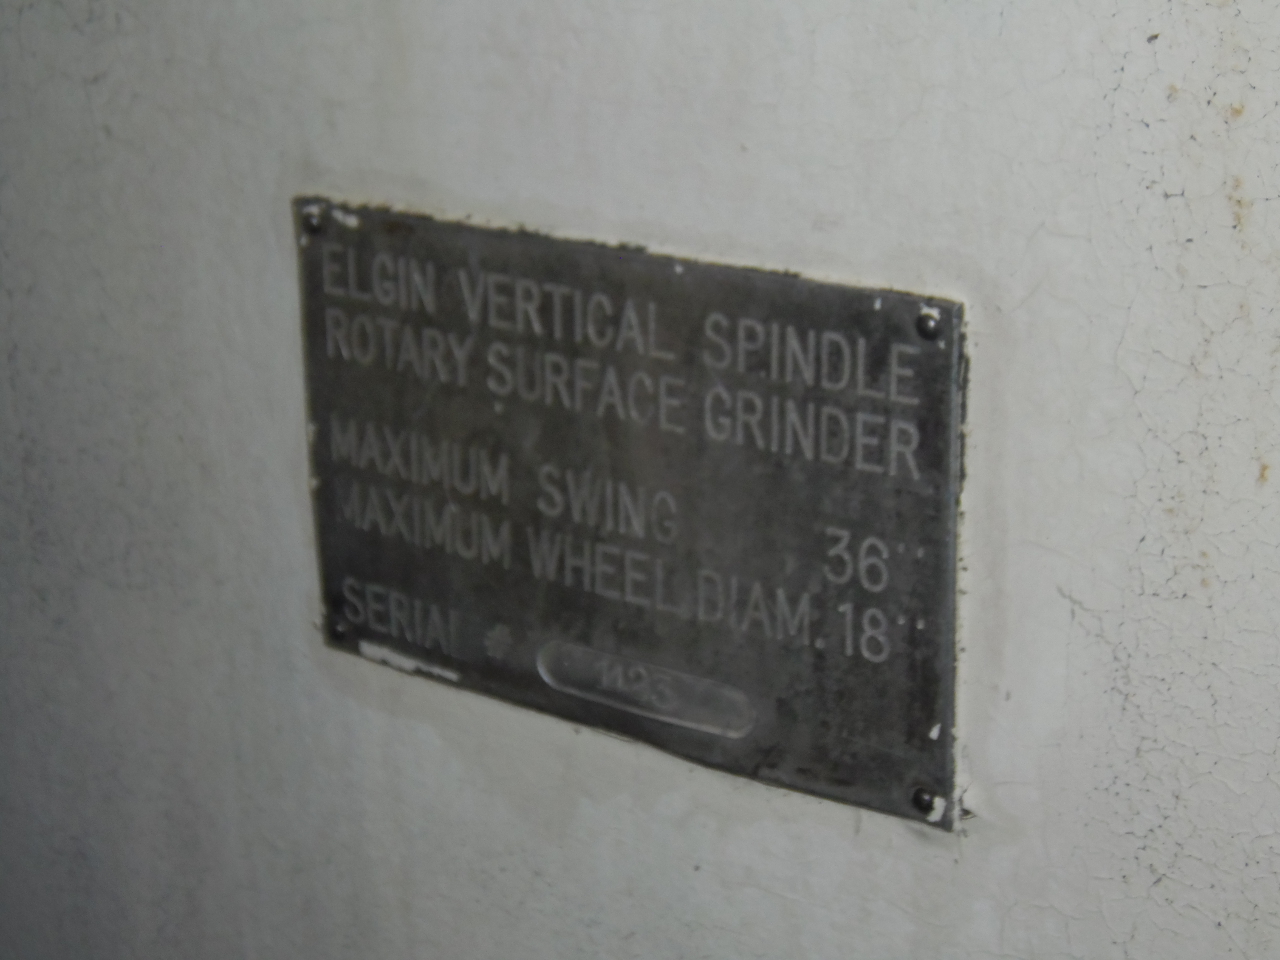 ELGIN VERTICAL SPINDLE
ROTARY SURFACE GRINDER
MAXIMUM SWING 36"
MAXIMUM WHEEL DIAM. 18"
SERIAL #